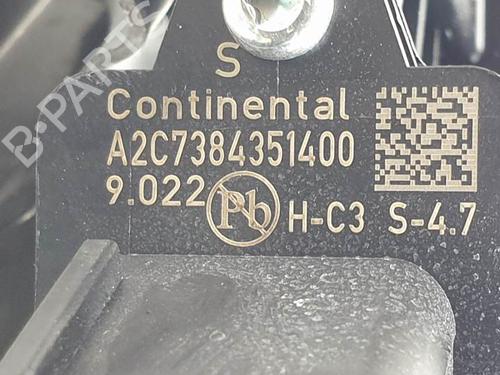 S
Continental
A2C7384351400
9.022 Pb H-C3 S-4.7
B-PARTS